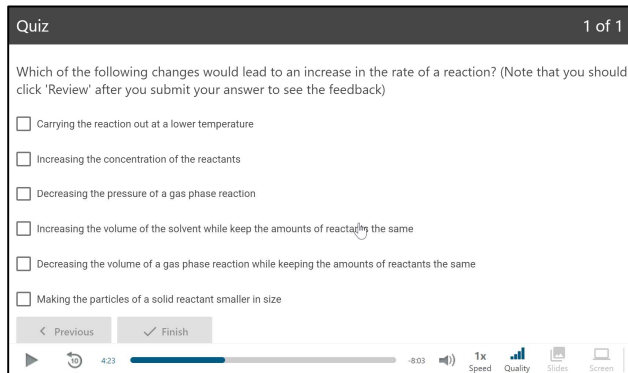 Quiz
1 of 1
Which of the following changes would lead to an increase in the rate of a reaction? (Note that you should
click 'Review' after you submit your answer to see the feedback)
Carrying the reaction out at a lower temperature
Increasing the concentration of the reactants
Decreasing the pressure of a gas phase reaction
Increasing the volume of the solvent while keep the amounts of reactants the same
Decreasing the volume of a gas phase reaction while keeping the amounts of reactants the same
Making the particles of a solid reactant smaller in size
< Previous
✓ Finish
10 4:23 -8:03 1x
Speed Quality Slides Screen